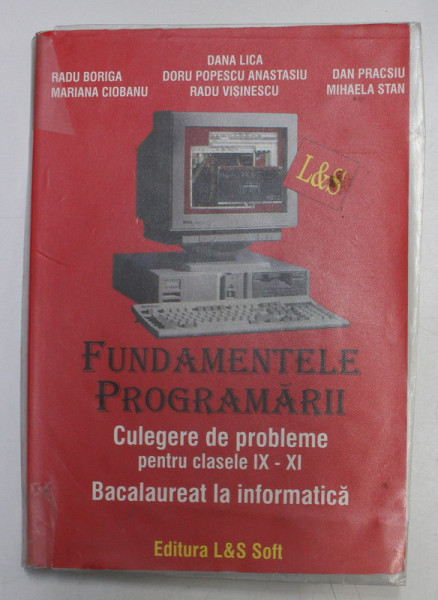 DANA LICA
RADU BORIGA DORU POPESCU ANASTASIU DAN PRACSIU
MARIANA CIOBANU RADU VIȘINESCU MIHAELA STAN
L&S
FUNDAMENTELE
PROGRAMĂRII
Culegere de probleme
pentru clasele IX - XI
Bacalaureat la informatică
Editura L&S Soft